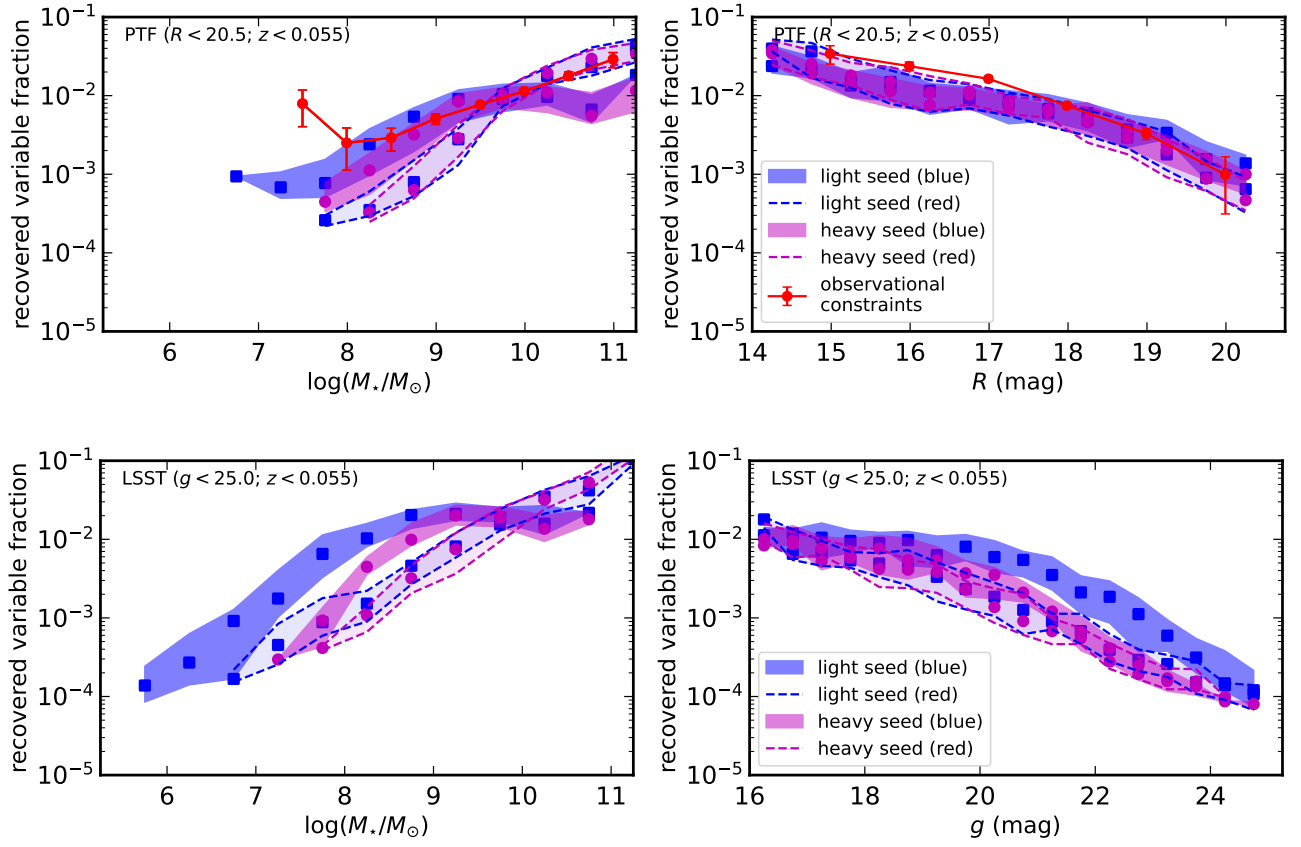 PTF (R < 20.5; z < 0.055)
recovered variable fraction
10⁻¹
10⁻²
10⁻³
10⁻⁴
10⁻⁵
6 7 8 9 10 11
log(M⋆/M⊙)
PTF (R < 20.5; z < 0.055)
recovered variable fraction
10⁻¹
10⁻²
10⁻³
10⁻⁴
10⁻⁵
light seed (blue)
light seed (red)
heavy seed (blue)
heavy seed (red)
observational
constraints
14 15 16 17 18 19 20
R (mag)
LSST (g < 25.0; z < 0.055)
recovered variable fraction
10⁻¹
10⁻²
10⁻³
10⁻⁴
10⁻⁵
6 7 8 9 10 11
log(M⋆/M⊙)
LSST (g < 25.0; z < 0.055)
recovered variable fraction
10⁻¹
10⁻²
10⁻³
10⁻⁴
10⁻⁵
light seed (blue)
light seed (red)
heavy seed (blue)
heavy seed (red)
16 18 20 22 24
g (mag)